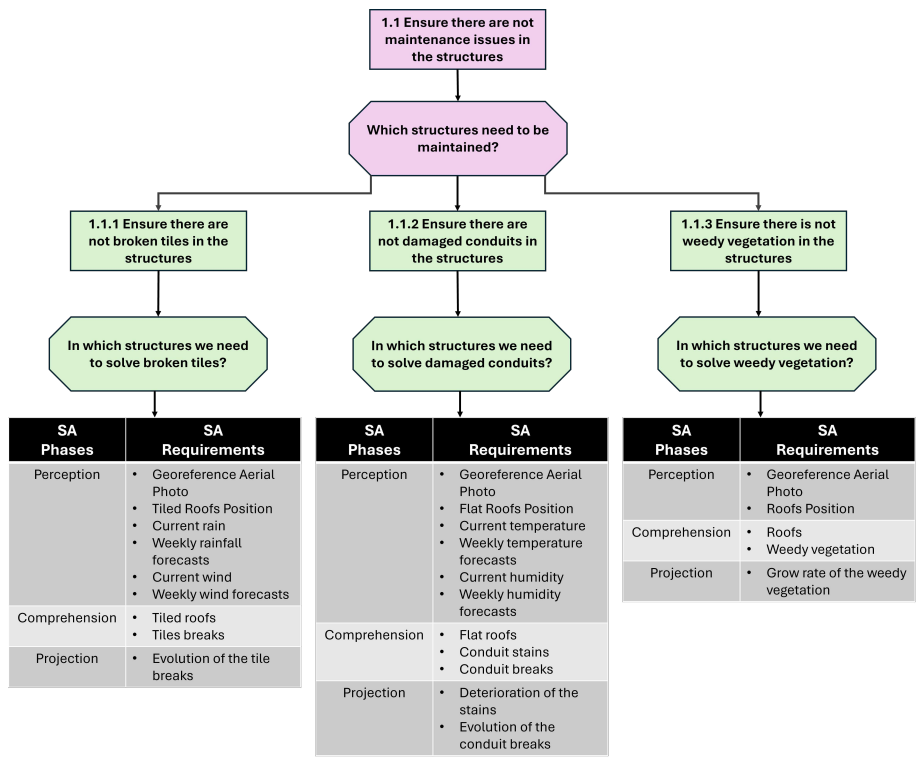 1.1 Ensure there are not
maintenance issues in
the structures
Which structures need to be
maintained?
1.1.1 Ensure there are
not broken tiles in the
structures
1.1.2 Ensure there are
not damaged conduits in
the structures
1.1.3 Ensure there is not
weedy vegetation in the
structures
In which structures we need
to solve broken tiles?
In which structures we need
to solve damaged conduits?
In which structures we need
to solve weedy vegetation?
SA
Phases
SA
Requirements
Perception
• Georeference Aerial
Photo
• Tiled Roofs Position
• Current rain
• Weekly rainfall
forecasts
• Current wind
• Weekly wind forecasts
Comprehension
• Tiled roofs
• Tiles breaks
Projection
• Evolution of the tile
breaks
SA
Phases
SA
Requirements
Perception
• Georeference Aerial
Photo
• Flat Roofs Position
• Current temperature
• Weekly temperature
forecasts
• Current humidity
• Weekly humidity
forecasts
Comprehension
• Flat roofs
• Conduit stains
• Conduit breaks
Projection
• Deterioration of the
stains
• Evolution of the
conduit breaks
SA
Phases
SA
Requirements
Perception
• Georeference Aerial
Photo
• Roofs Position
Comprehension
• Roofs
• Weedy vegetation
Projection
• Grow rate of the weedy
vegetation